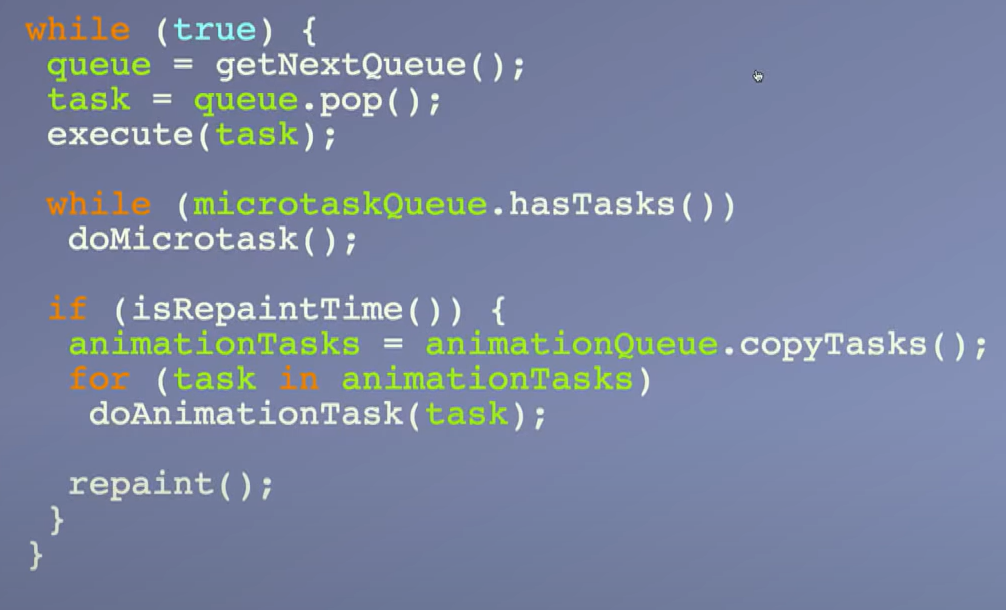 while (true) {
queue = getNextQueue();
task = queue.pop();
execute(task);
while (microtaskQueue.hasTasks())
doMicrotask();
if (isRepaintTime()) {
animationTasks = animationQueue.copyTasks();
for (task in animationTasks)
doAnimationTask(task);
repaint();
}
}